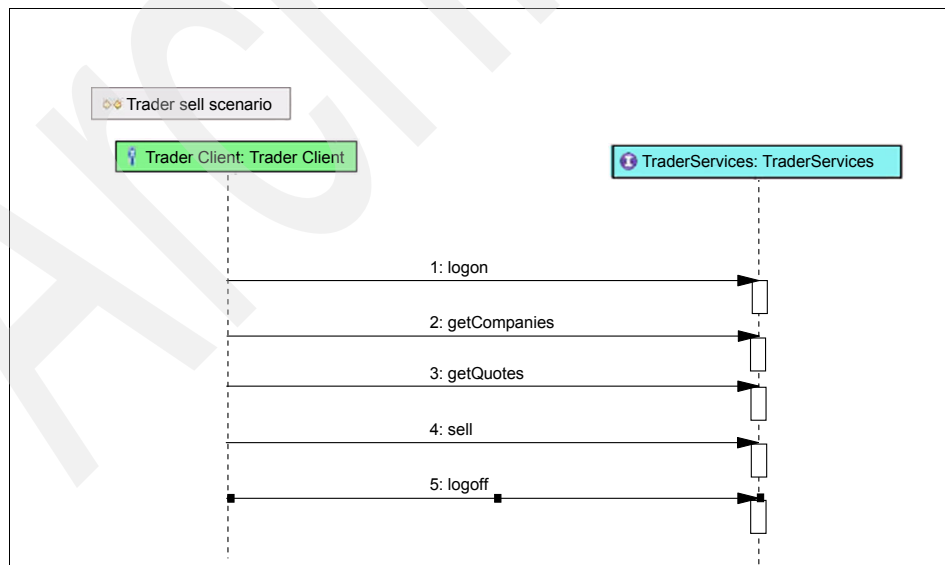 Trader sell scenario
Trader Client: Trader Client
TraderServices: TraderServices
1: logon
2: getCompanies
3: getQuotes
4: sell
5: logoff